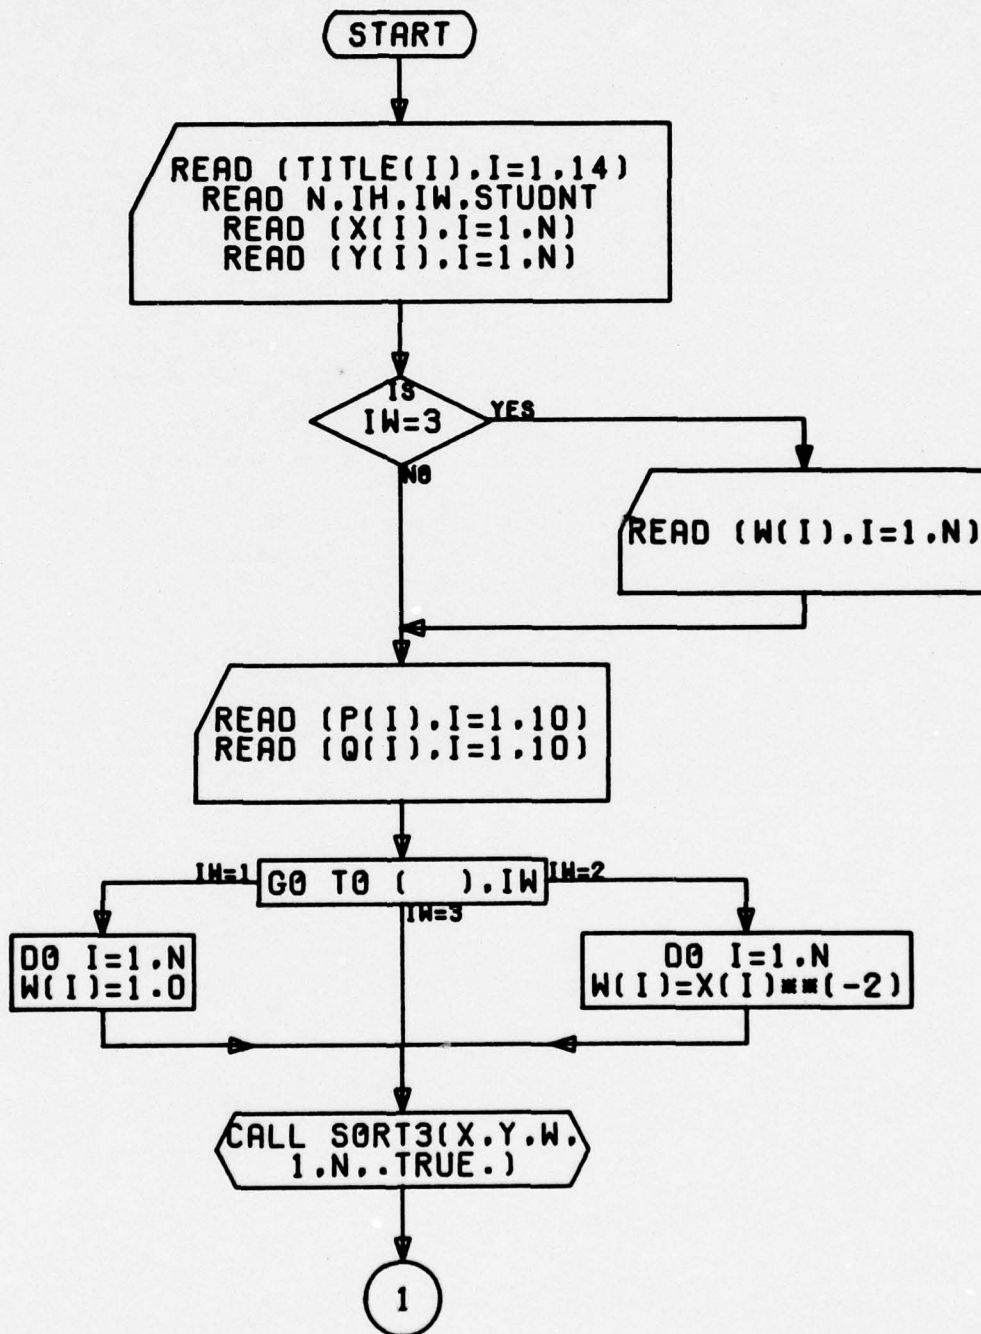 START
READ (TITLE(I),I=1,14)
READ N,IH,IW,STUDNT
READ (X(I),I=1,N)
READ (Y(I),I=1,N)
IS
IW=3
YES
NO
READ (W(I),I=1,N)
READ (P(I),I=1,10)
READ (Q(I),I=1,10)
IW=1
GO TO (   ),IW
IW=2
IW=3
DO I=1,N
W(I)=1.0
DO I=1,N
W(I)=X(I)**(-2)
CALL SORT3(X,Y,W,
1,N,.TRUE.)
1